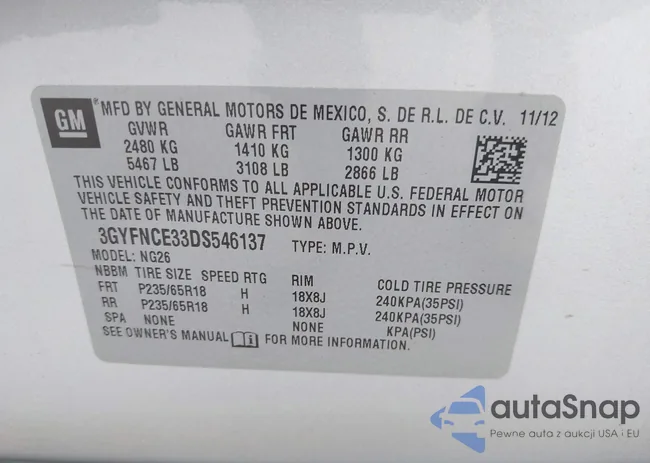 GM ® MFD BY GENERAL MOTORS DE MEXICO, S. DE R.L. DE C.V. 11/12
GVWR GAWR FRT GAWR RR
2480 KG 1410 KG 1300 KG
5467 LB 3108 LB 2866 LB
THIS VEHICLE CONFORMS TO ALL APPLICABLE U.S. FEDERAL MOTOR
VEHICLE SAFETY AND THEFT PREVENTION STANDARDS IN EFFECT ON
THE DATE OF MANUFACTURE SHOWN ABOVE.
3GYFNCE33DS546137 TYPE: M.P.V.
MODEL: NG26
NBBM TIRE SIZE SPEED RTG RIM COLD TIRE PRESSURE
FRT P235/65R18 H 18X8J 240KPA(35PSI)
RR P235/65R18 H 18X8J 240KPA(35PSI)
SPA NONE NONE KPA(PSI)
SEE OWNER'S MANUAL i FOR MORE INFORMATION.
autaSnap
Pewne auta z aukcji USA i EU